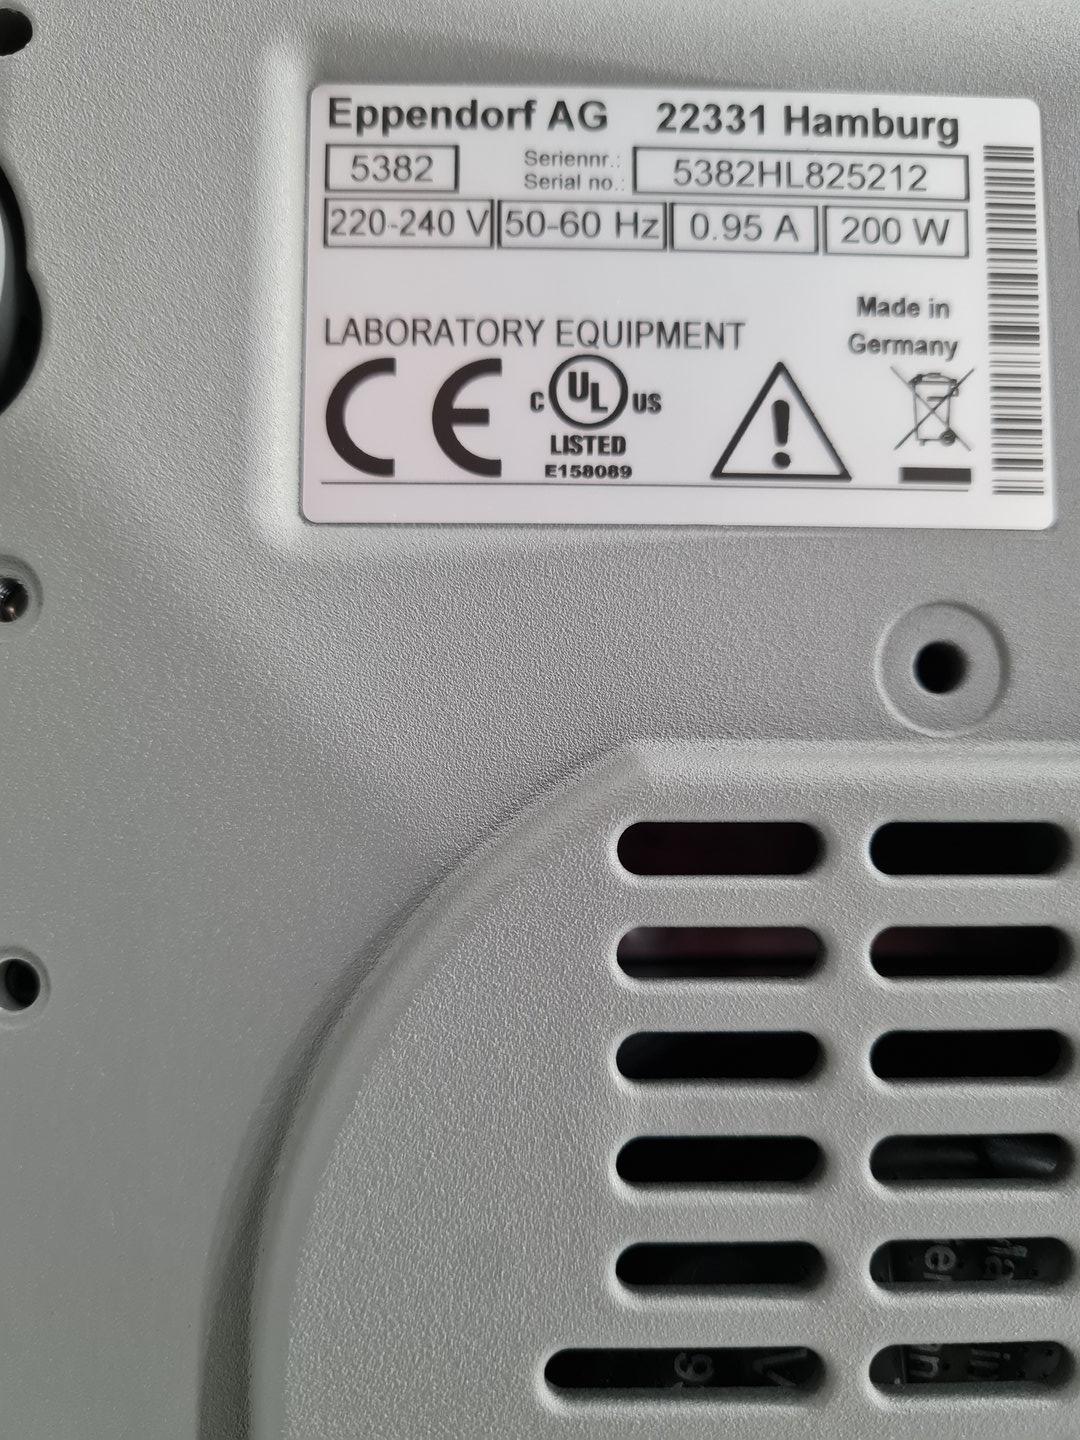 Eppendorf AG 22331 Hamburg
5382 Seriennr.: Serial no.: 5382HL825212
220-240 V 50-60 Hz 0.95 A 200 W
Made in
Germany
LABORATORY EQUIPMENT
CE C UL US
LISTED
E158089